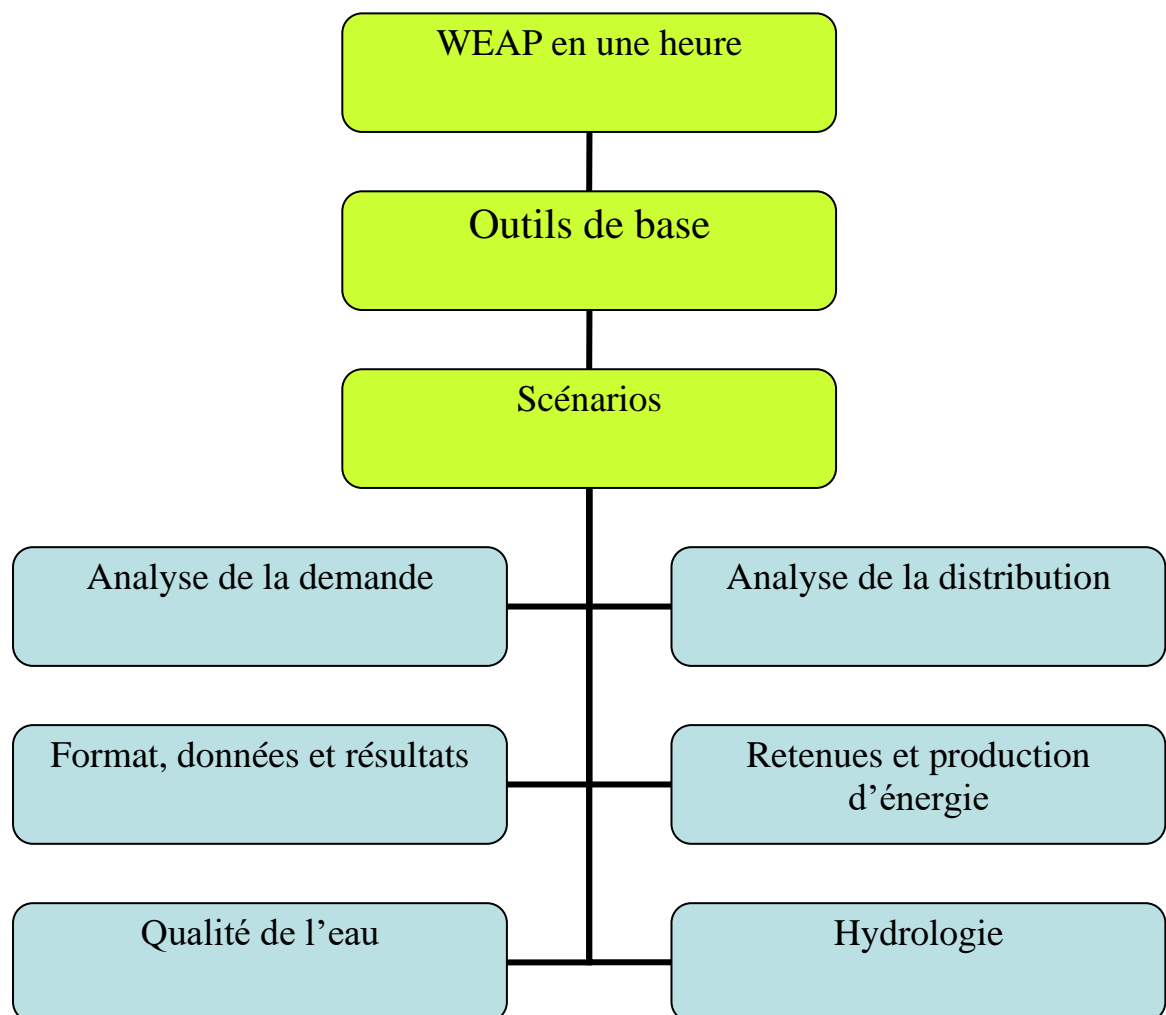 WEAP en une heure
Outils de base
Scénarios
Analyse de la demande
Analyse de la distribution
Format, données et résultats
Retenues et production
d’énergie
Qualité de l’eau
Hydrologie